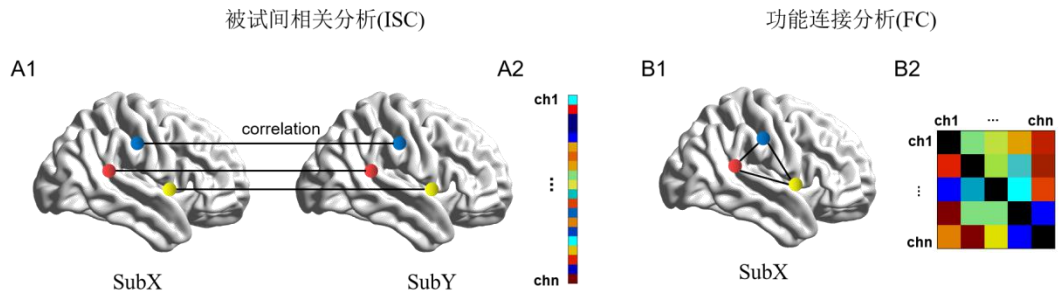 被试间相关分析(ISC)
功能连接分析(FC)
A1
A2
B1
B2
ch1
correlation
⋮
chn
SubX
SubY
ch1 ⋯ chn
ch1
⋮
chn
SubX